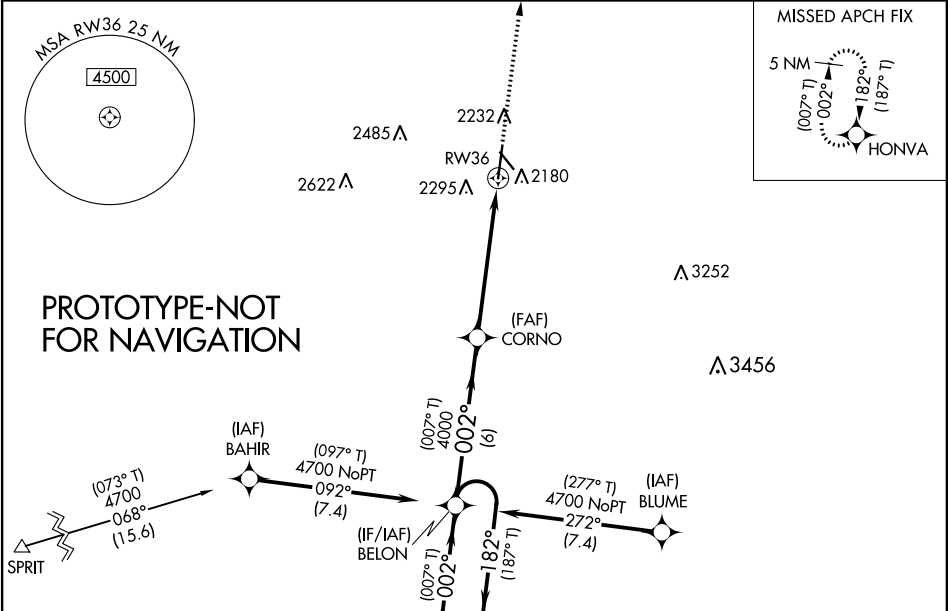 MSA RW36 25 NM
4500
MISSED APCH FIX
5 NM
(007° T)
002°
182°
(187° T)
HONVA
2232
2485
RW36
2622
2295
2180
3252
PROTOTYPE-NOT
FOR NAVIGATION
(FAF)
CORNO
3456
(007° T)
4000
002°
(6)
(IAF)
BAHIR
(097° T)
4700 NoPT
092°
(7.4)
(073° T)
4700
068°
(15.6)
SPRIT
(277° T)
4700 NoPT
272°
(7.4)
(IAF)
BLUME
(IF/IAF)
BELON
(007° T)
002°
182°
(187° T)